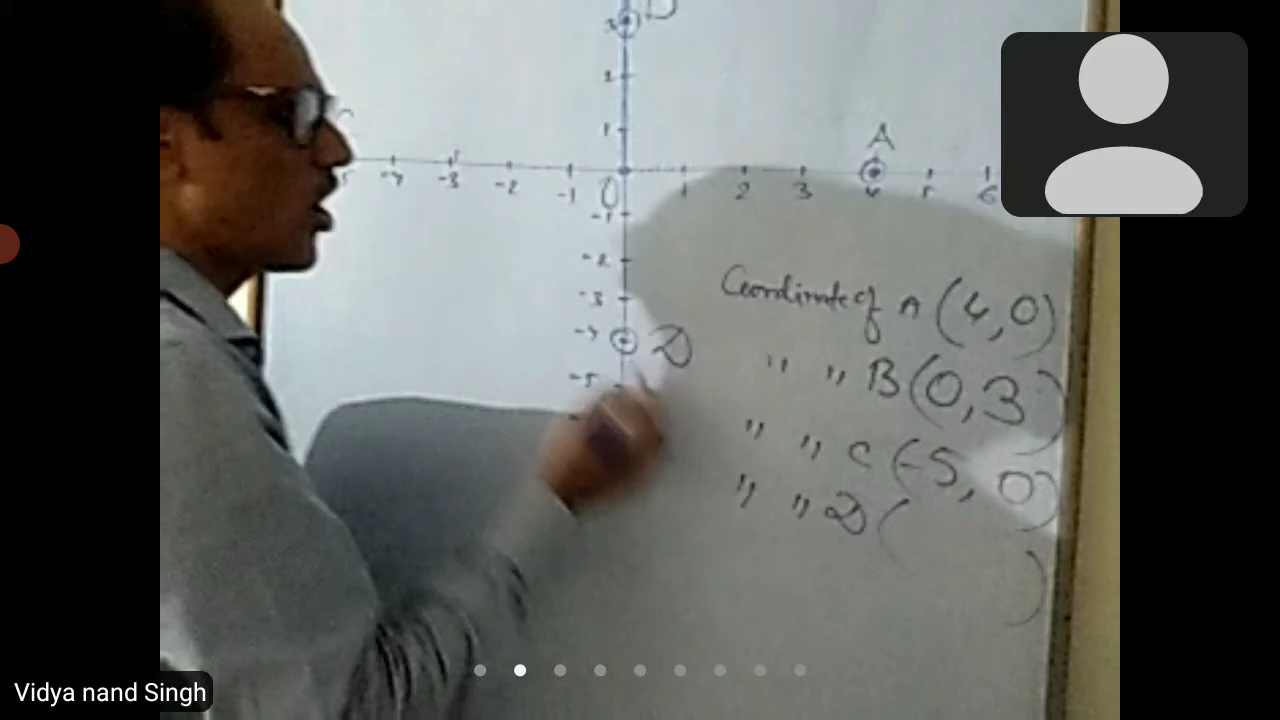 3
2
1
A
-4 -3 -2 -1 0 1 2 3 4 5 6
-1
-2
-3
-4 D
-5
Coordinate of A (4,0)
" " B (0,3)
" " C (-5, 0)
" " D ( )
Vidya nand Singh